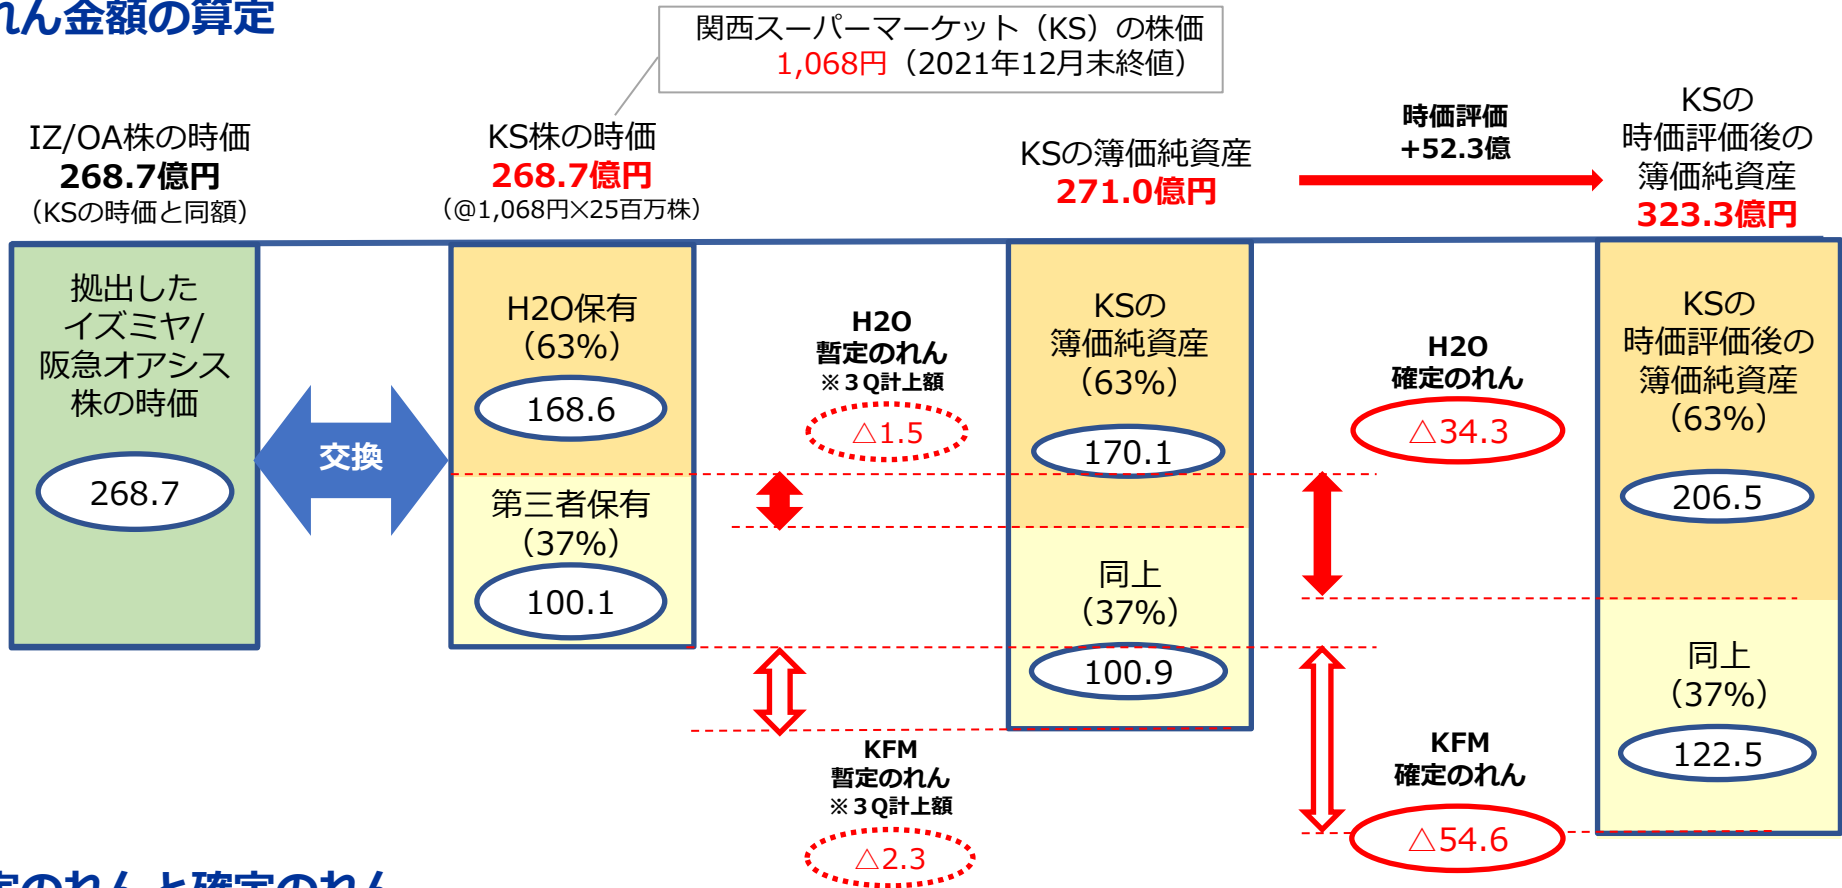 れん金額の算定
関西スーパーマーケット（KS）の株価
1,068円（2021年12月末終値）
IZ/OA株の時価
268.7億円
（KSの時価と同額）
KS株の時価
268.7億円
（@1,068円×25百万株）
KSの簿価純資産
271.0億円
時価評価
+52.3億
KSの
時価評価後の
簿価純資産
323.3億円
拠出した
イズミヤ/
阪急オアシス
株の時価
268.7
交換
H2O保有
（63%）
168.6
第三者保有
（37%）
100.1
H2O
暫定のれん
※３Q計上額
△1.5
KFM
暫定のれん
※３Q計上額
△2.3
KSの
簿価純資産
（63%）
170.1
同上
（37%）
100.9
H2O
確定のれん
△34.3
KFM
確定のれん
△54.6
KSの
時価評価後の
簿価純資産
（63%）
206.5
同上
（37%）
122.5
定のれんと確定のれん